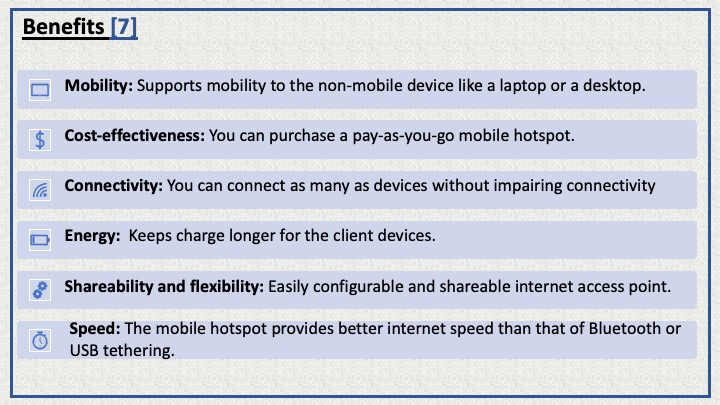 Benefits [7]
Mobility: Supports mobility to the non-mobile device like a laptop or a desktop.
Cost-effectiveness: You can purchase a pay-as-you-go mobile hotspot.
Connectivity: You can connect as many as devices without impairing connectivity
Energy: Keeps charge longer for the client devices.
Shareability and flexibility: Easily configurable and shareable internet access point.
Speed: The mobile hotspot provides better internet speed than that of Bluetooth or
USB tethering.